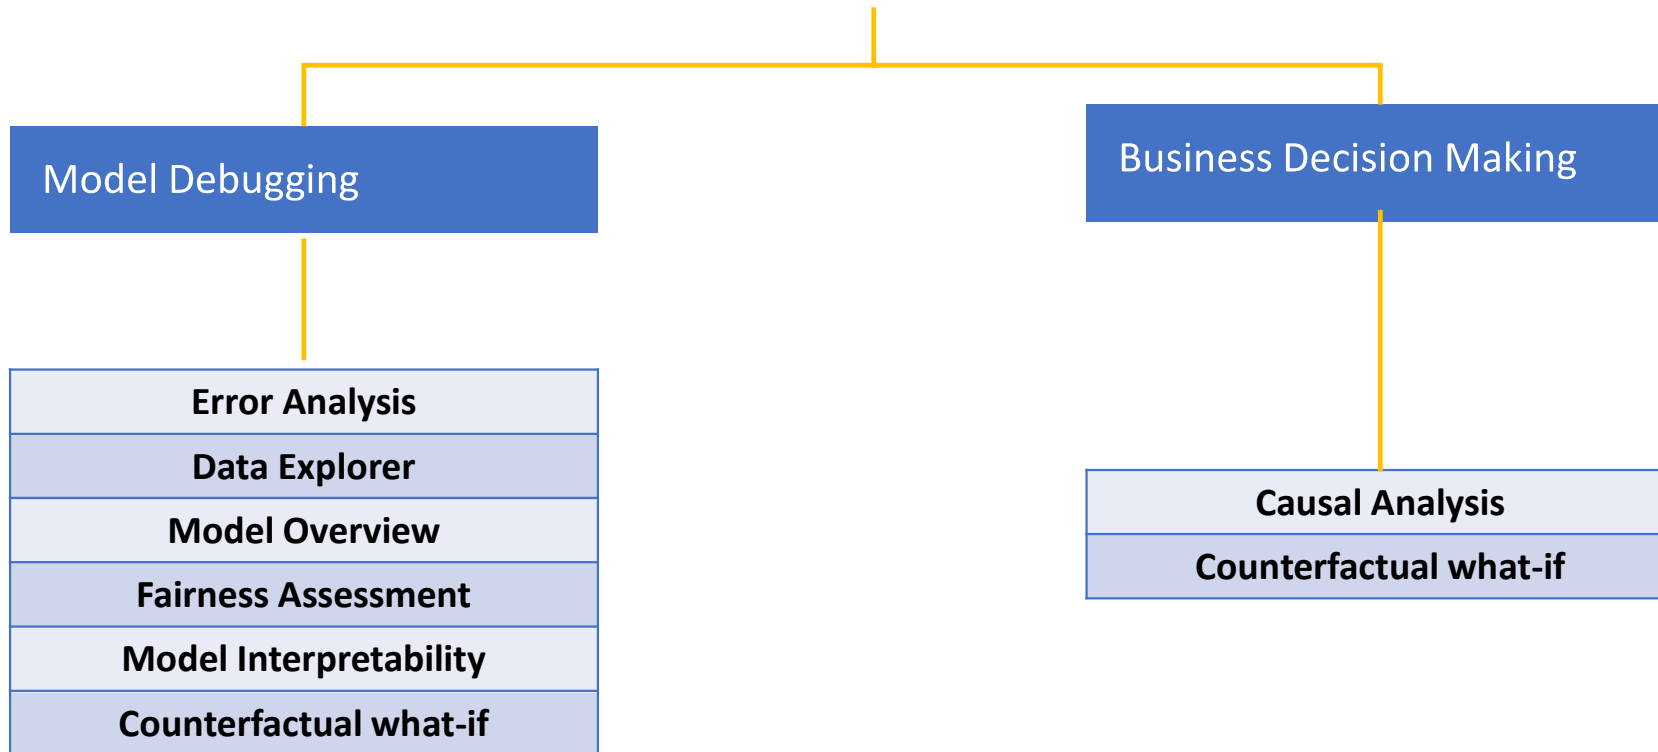 Model Debugging
Business Decision Making
Error Analysis
Data Explorer
Model Overview
Fairness Assessment
Model Interpretability
Counterfactual what-if
Causal Analysis
Counterfactual what-if